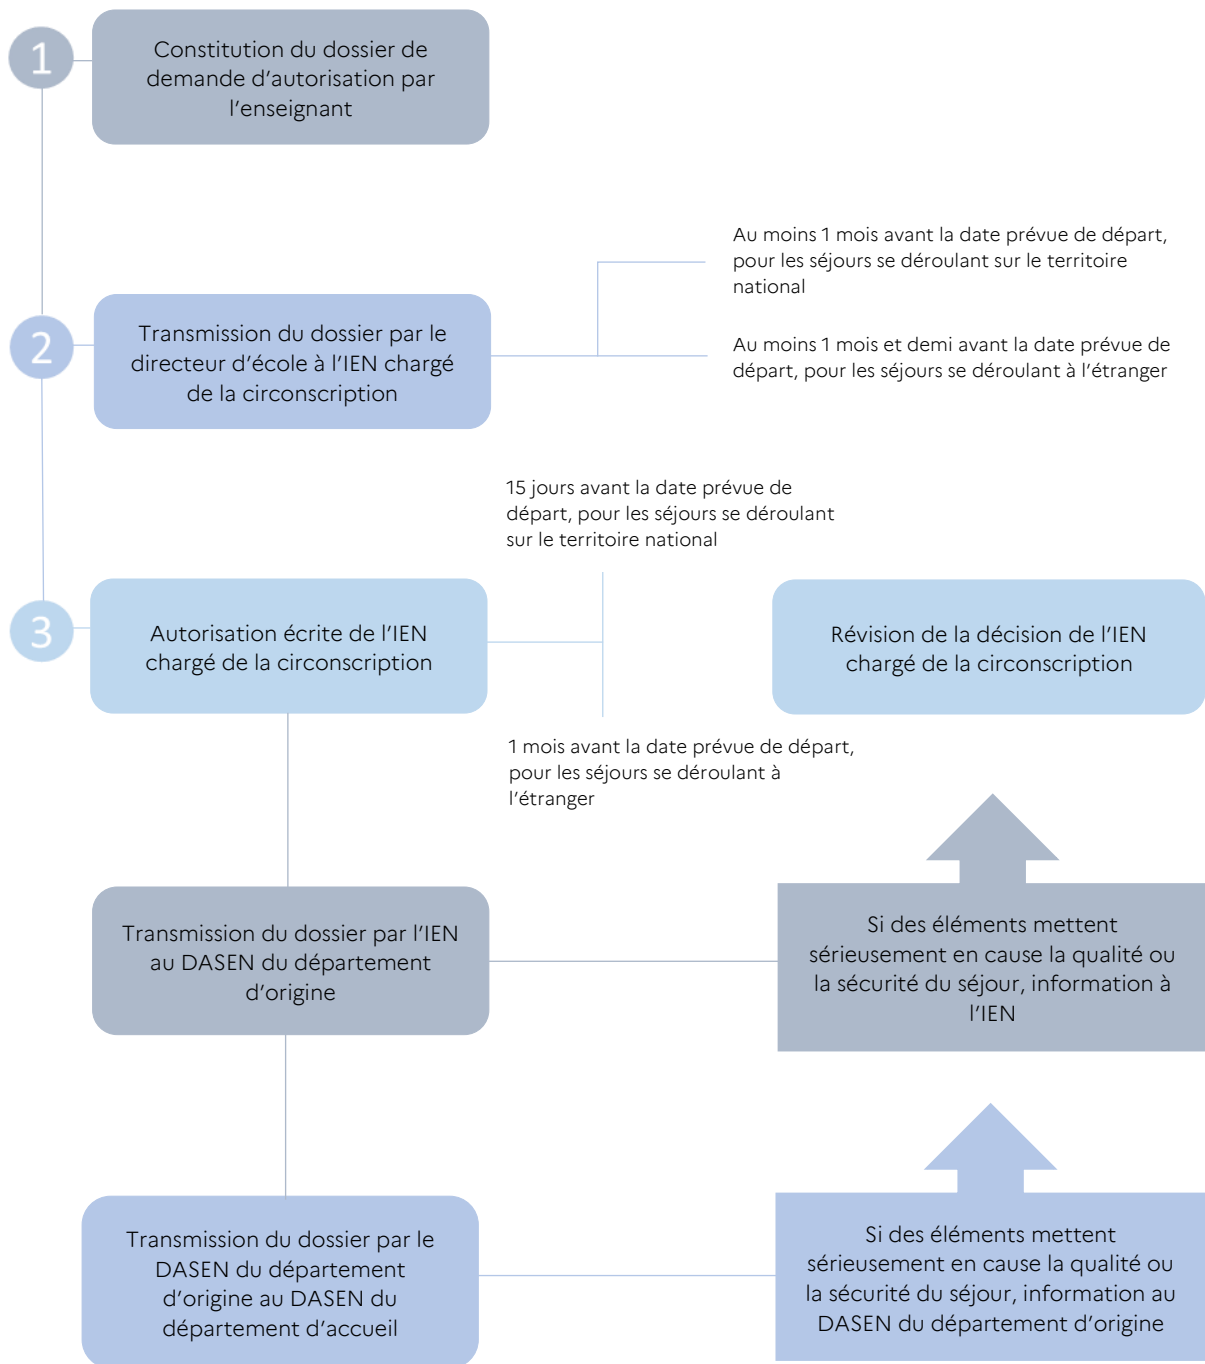 1
Constitution du dossier de
demande d’autorisation par
l’enseignant
Au moins 1 mois avant la date prévue de départ,
pour les séjours se déroulant sur le territoire
national
2
Transmission du dossier par le
directeur d’école à l’IEN chargé
de la circonscription
Au moins 1 mois et demi avant la date prévue de
départ, pour les séjours se déroulant à l’étranger
15 jours avant la date prévue de
départ, pour les séjours se déroulant
sur le territoire national
3
Autorisation écrite de l’IEN
chargé de la circonscription
Révision de la décision de l’IEN
chargé de la circonscription
1 mois avant la date prévue de départ,
pour les séjours se déroulant à
l’étranger
Transmission du dossier par l’IEN
au DASEN du département
d’origine
Si des éléments mettent
sérieusement en cause la qualité ou
la sécurité du séjour, information à
l’IEN
Transmission du dossier par le
DASEN du département
d’origine au DASEN du
département d’accueil
Si des éléments mettent
sérieusement en cause la qualité ou
la sécurité du séjour, information au
DASEN du département d’origine